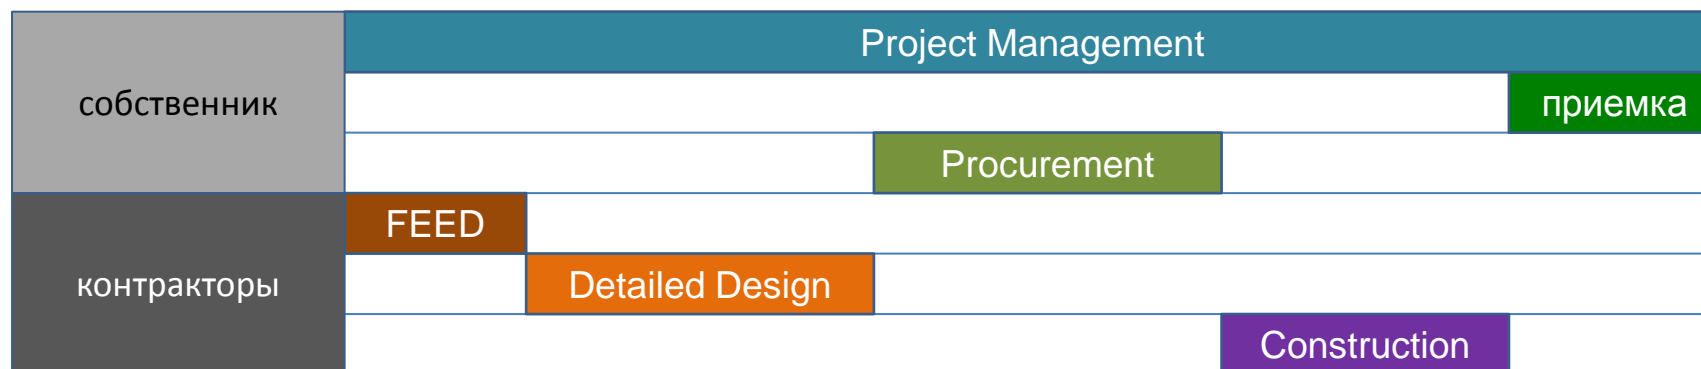 Project Management
собственник
приемка
Procurement
FEED
контракторы
Detailed Design
Construction